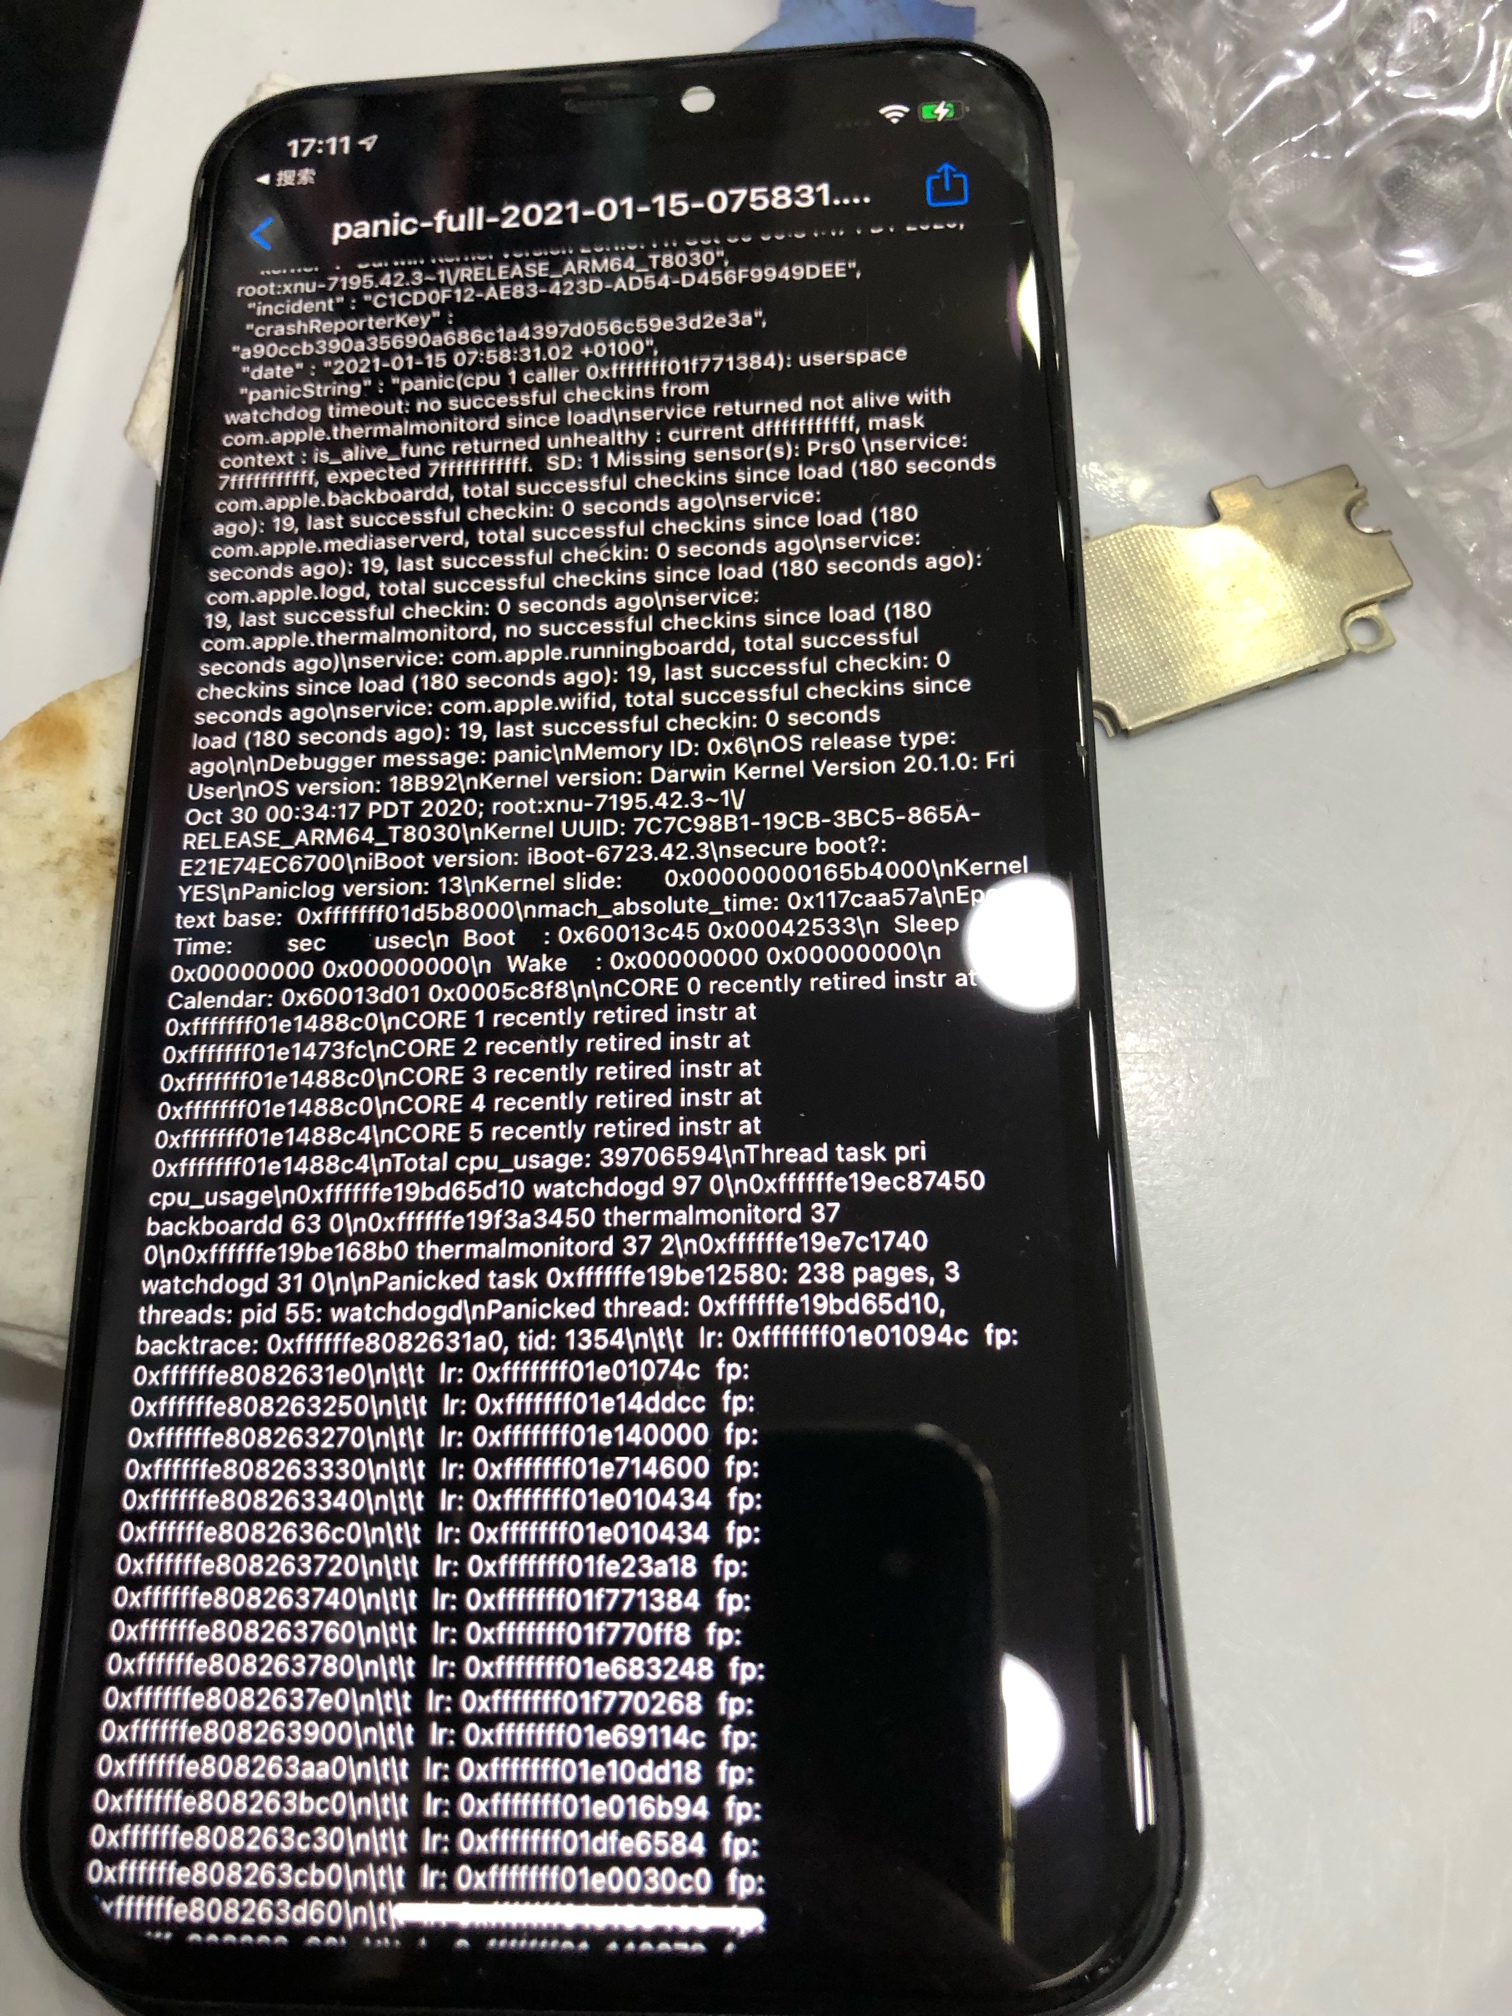 17:11
◀ 搜索
panic-full-2021-01-15-075831....
root:xnu-7195.42.3~1\/RELEASE_ARM64_T8030",
"incident" : "C1CD0F12-AE83-423D-AD54-D456F9949DEE",
"crashReporterKey" :
"a90ccb390a35690a686c1a4397d056c59e3d2e3a",
"date" : "2021-01-15 07:58:31.02 +0100",
"panicString" : "panic(cpu 1 caller 0xfffffff01f771384): userspace
watchdog timeout: no successful checkins from
com.apple.thermalmonitord since load\nservice returned not alive with
context : is_alive_func returned unhealthy : current dfffffffffff, mask
7fffffffffff, expected 7fffffffffff. SD: 1 Missing sensor(s): Prs0 \nservice:
com.apple.backboardd, total successful checkins since load (180 seconds
ago): 19, last successful checkin: 0 seconds ago\nservice:
com.apple.mediaserverd, total successful checkins since load (180
seconds ago): 19, last successful checkin: 0 seconds ago\nservice:
com.apple.logd, total successful checkins since load (180 seconds ago):
19, last successful checkin: 0 seconds ago\nservice:
com.apple.thermalmonitord, no successful checkins since load (180
seconds ago)\nservice: com.apple.runningboardd, total successful
checkins since load (180 seconds ago): 19, last successful checkin: 0
seconds ago\nservice: com.apple.wifid, total successful checkins since
load (180 seconds ago): 19, last successful checkin: 0 seconds
ago\n\nDebugger message: panic\nMemory ID: 0x6\nOS release type:
User\nOS version: 18B92\nKernel version: Darwin Kernel Version 20.1.0: Fri
Oct 30 00:34:17 PDT 2020; root:xnu-7195.42.3~1\/
RELEASE_ARM64_T8030\nKernel UUID: 7C7C98B1-19CB-3BC5-865A-
E21E74EC6700\niBoot version: iBoot-6723.42.3\nsecure boot?:
YES\nPaniclog version: 13\nKernel slide: 0x00000000165b4000\nKernel
text base: 0xfffffff01d5b8000\nmach_absolute_time: 0x117caa57a\nEp
Time: sec usec\n Boot : 0x60013c45 0x00042533\n Sleep
0x00000000 0x00000000\n Wake : 0x00000000 0x00000000\n
Calendar: 0x60013d01 0x0005c8f8\n\nCORE 0 recently retired instr at
0xfffffff01e1488c0\nCORE 1 recently retired instr at
0xfffffff01e1473fc\nCORE 2 recently retired instr at
0xfffffff01e1488c0\nCORE 3 recently retired instr at
0xfffffff01e1488c0\nCORE 4 recently retired instr at
0xfffffff01e1488c4\nCORE 5 recently retired instr at
0xfffffff01e1488c4\nTotal cpu_usage: 39706594\nThread task pri
cpu_usage\n0xffffffe19bd65d10 watchdogd 97 0\n0xffffffe19ec87450
backboardd 63 0\n0xffffffe19f3a3450 thermalmonitord 37
0\n0xffffffe19be168b0 thermalmonitord 37 2\n0xffffffe19e7c1740
watchdogd 31 0\n\nPanicked task 0xffffffe19be12580: 238 pages, 3
threads: pid 55: watchdogd\nPanicked thread: 0xffffffe19bd65d10,
backtrace: 0xffffffe8082631a0, tid: 1354\n\t\t lr: 0xfffffff01e01094c fp:
0xffffffe8082631e0\n\t\t lr: 0xfffffff01e01074c fp:
0xffffffe808263250\n\t\t lr: 0xfffffff01e14ddcc fp:
0xffffffe808263270\n\t\t lr: 0xfffffff01e140000 fp:
0xffffffe808263330\n\t\t lr: 0xfffffff01e714600 fp:
0xffffffe808263340\n\t\t lr: 0xfffffff01e010434 fp:
0xffffffe8082636c0\n\t\t lr: 0xfffffff01e010434 fp:
0xffffffe808263720\n\t\t lr: 0xfffffff01fe23a18 fp:
0xffffffe808263740\n\t\t lr: 0xfffffff01f771384 fp:
0xffffffe808263760\n\t\t lr: 0xfffffff01f770ff8 fp:
0xffffffe808263780\n\t\t lr: 0xfffffff01e683248 fp:
0xffffffe8082637e0\n\t\t lr: 0xfffffff01f770268 fp:
0xffffffe808263900\n\t\t lr: 0xfffffff01e69114c fp:
0xffffffe808263aa0\n\t\t lr: 0xfffffff01e10dd18 fp:
0xffffffe808263bc0\n\t\t lr: 0xfffffff01e016b94 fp:
0xffffffe808263c30\n\t\t lr: 0xfffffff01dfe6584 fp:
0xffffffe808263cb0\n\t\t lr: 0xfffffff01e0030c0 fp:
xffffffe808263d60\n\t\